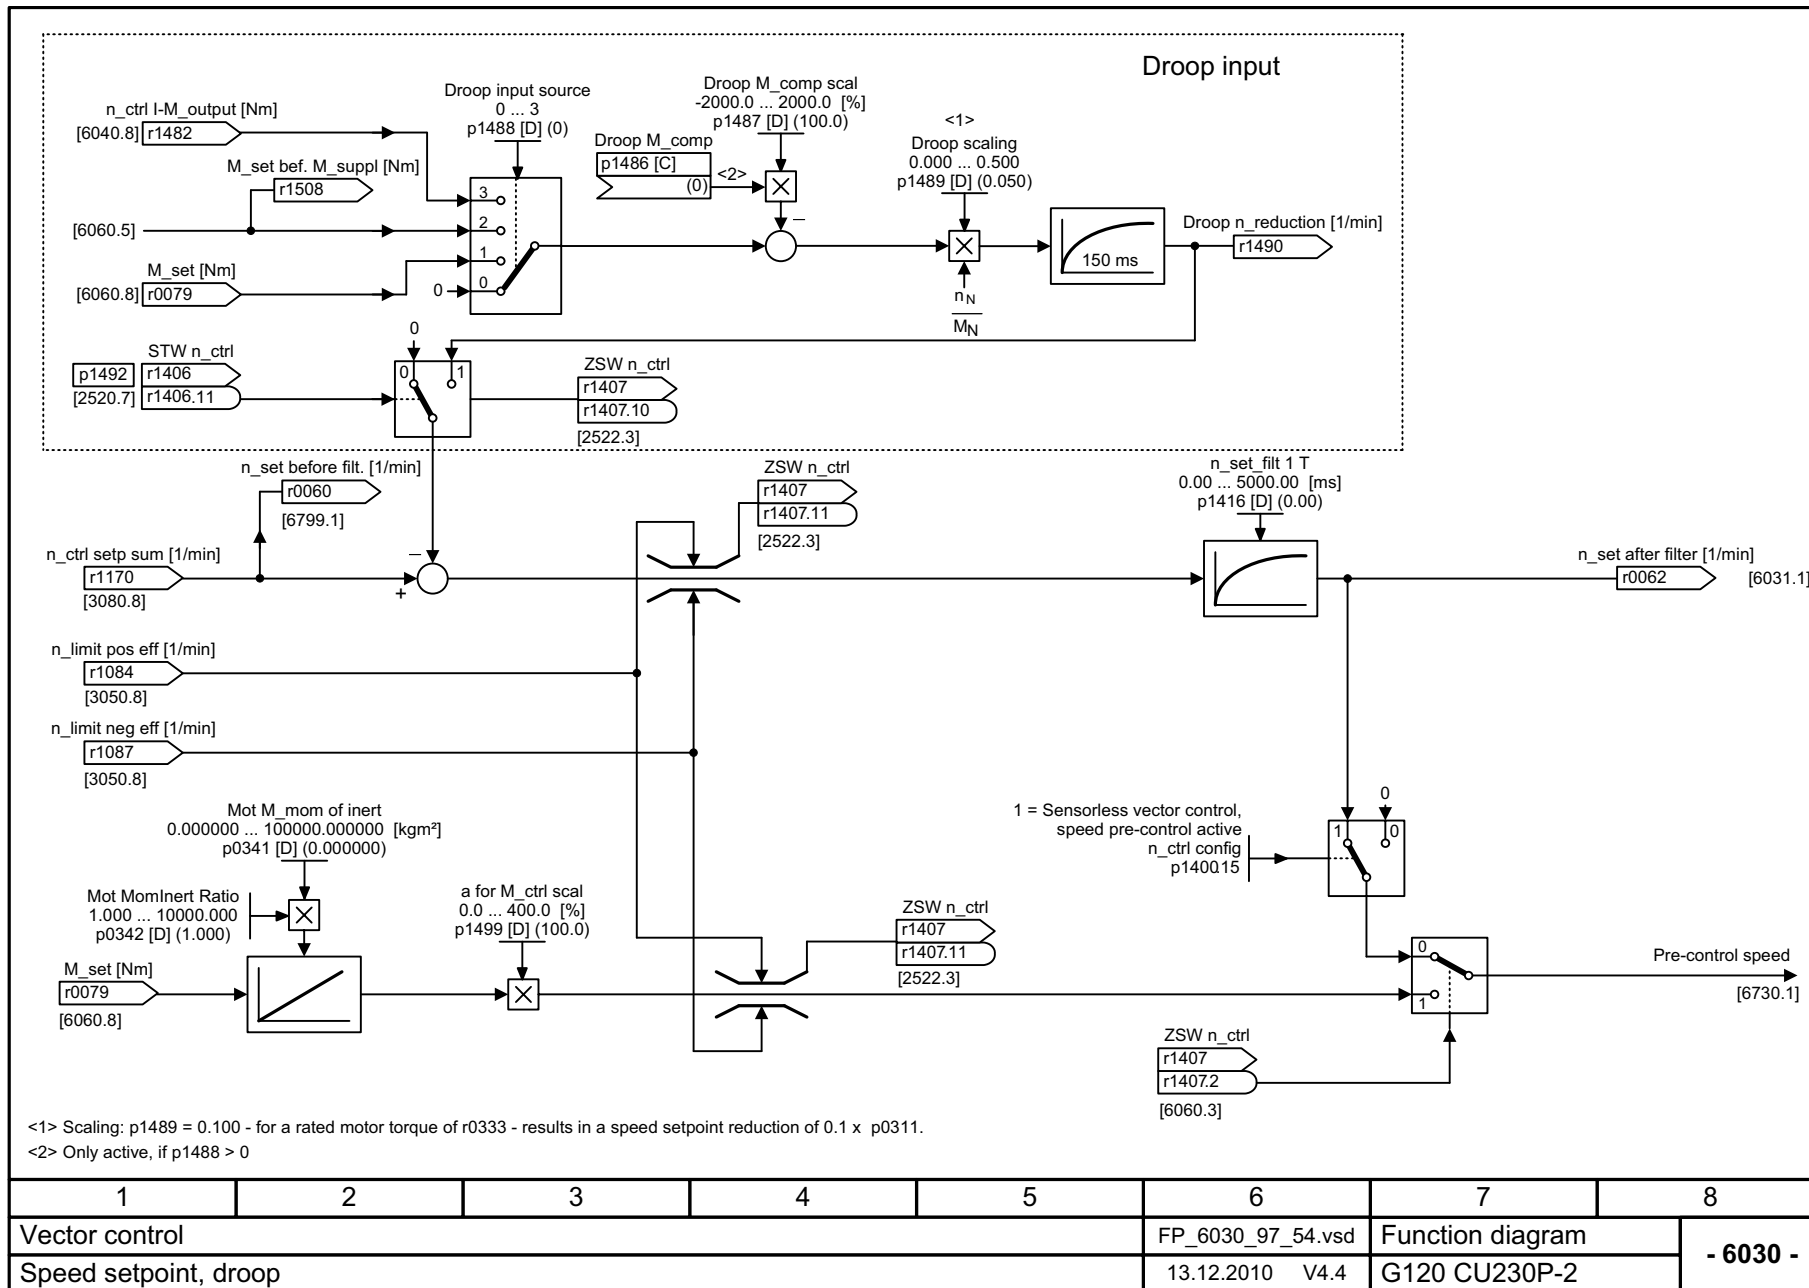 Droop input
n_ctrl I-M_output [Nm]
[6040.8] r1482
M_set bef. M_suppl [Nm]
r1508
[6060.5]
M_set [Nm]
[6060.8] r0079
Droop input source
0 ... 3
p1488 [D] (0)
3
2
1
0 0
Droop M_comp scal
-2000.0 ... 2000.0 [%]
p1487 [D] (100.0)
Droop M_comp
p1486 [C]
(0) <2>
–
<1>
Droop scaling
0.000 ... 0.500
p1489 [D] (0.050)
n N
M N
150 ms
Droop n_reduction [1/min]
r1490
STW n_ctrl
p1492 r1406
[2520.7] r1406.11
0
0 1
ZSW n_ctrl
r1407
r1407.10
[2522.3]
n_set before filt. [1/min]
r0060
[6799.1]
n_ctrl setp sum [1/min]
r1170
[3080.8]
–
+
ZSW n_ctrl
r1407
r1407.11
[2522.3]
n_set_filt 1 T
0.00 ... 5000.00 [ms]
p1416 [D] (0.00)
n_set after filter [1/min]
r0062 [6031.1]
n_limit pos eff [1/min]
r1084
[3050.8]
n_limit neg eff [1/min]
r1087
[3050.8]
Mot M_mom of inert
0.000000 ... 100000.000000 [kgm²]
p0341 [D] (0.000000)
Mot MomInert Ratio
1.000 ... 10000.000
p0342 [D] (1.000)
M_set [Nm]
r0079
[6060.8]
a for M_ctrl scal
0.0 ... 400.0 [%]
p1499 [D] (100.0)
ZSW n_ctrl
r1407
r1407.11
[2522.3]
1 = Sensorless vector control,
speed pre-control active
n_ctrl config
p1400.15
0
1 0
0
1
Pre-control speed
[6730.1]
ZSW n_ctrl
r1407
r1407.2
[6060.3]
<1> Scaling: p1489 = 0.100 - for a rated motor torque of r0333 - results in a speed setpoint reduction of 0.1 x p0311.
<2> Only active, if p1488 > 0
1 2 3 4 5 6 7 8
Vector control FP_6030_97_54.vsd Function diagram
- 6030 -
Speed setpoint, droop 13.12.2010 V4.4 G120 CU230P-2